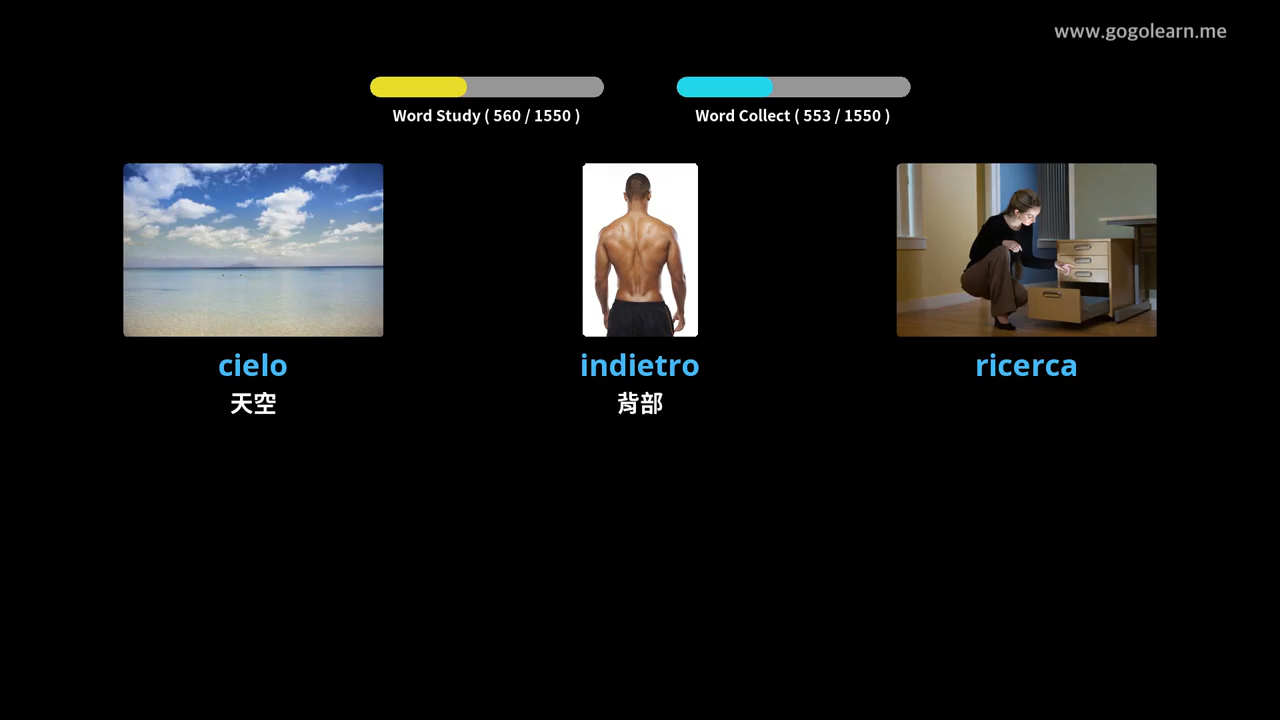 www.gogolearn.me
Word Study ( 560 / 1550 )
Word Collect ( 553 / 1550 )
cielo
天空
indietro
背部
ricerca